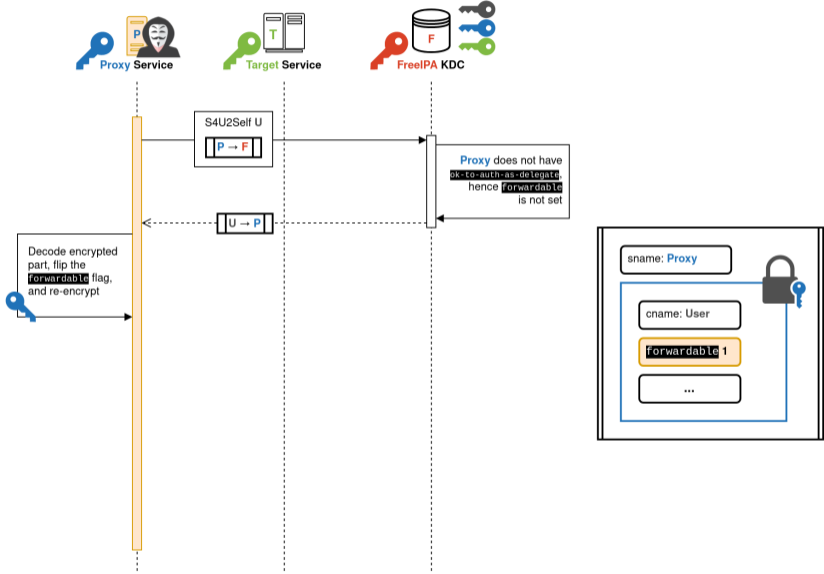 P
T
F
Proxy Service
Target Service
FreeIPA KDC
S4U2Self U
P → F
Proxy does not have
ok-to-auth-as-delegate,
hence forwardable
is not set
U → P
Decode encrypted
part, flip the
forwardable flag,
and re-encrypt
sname: Proxy
cname: User
forwardable 1
...